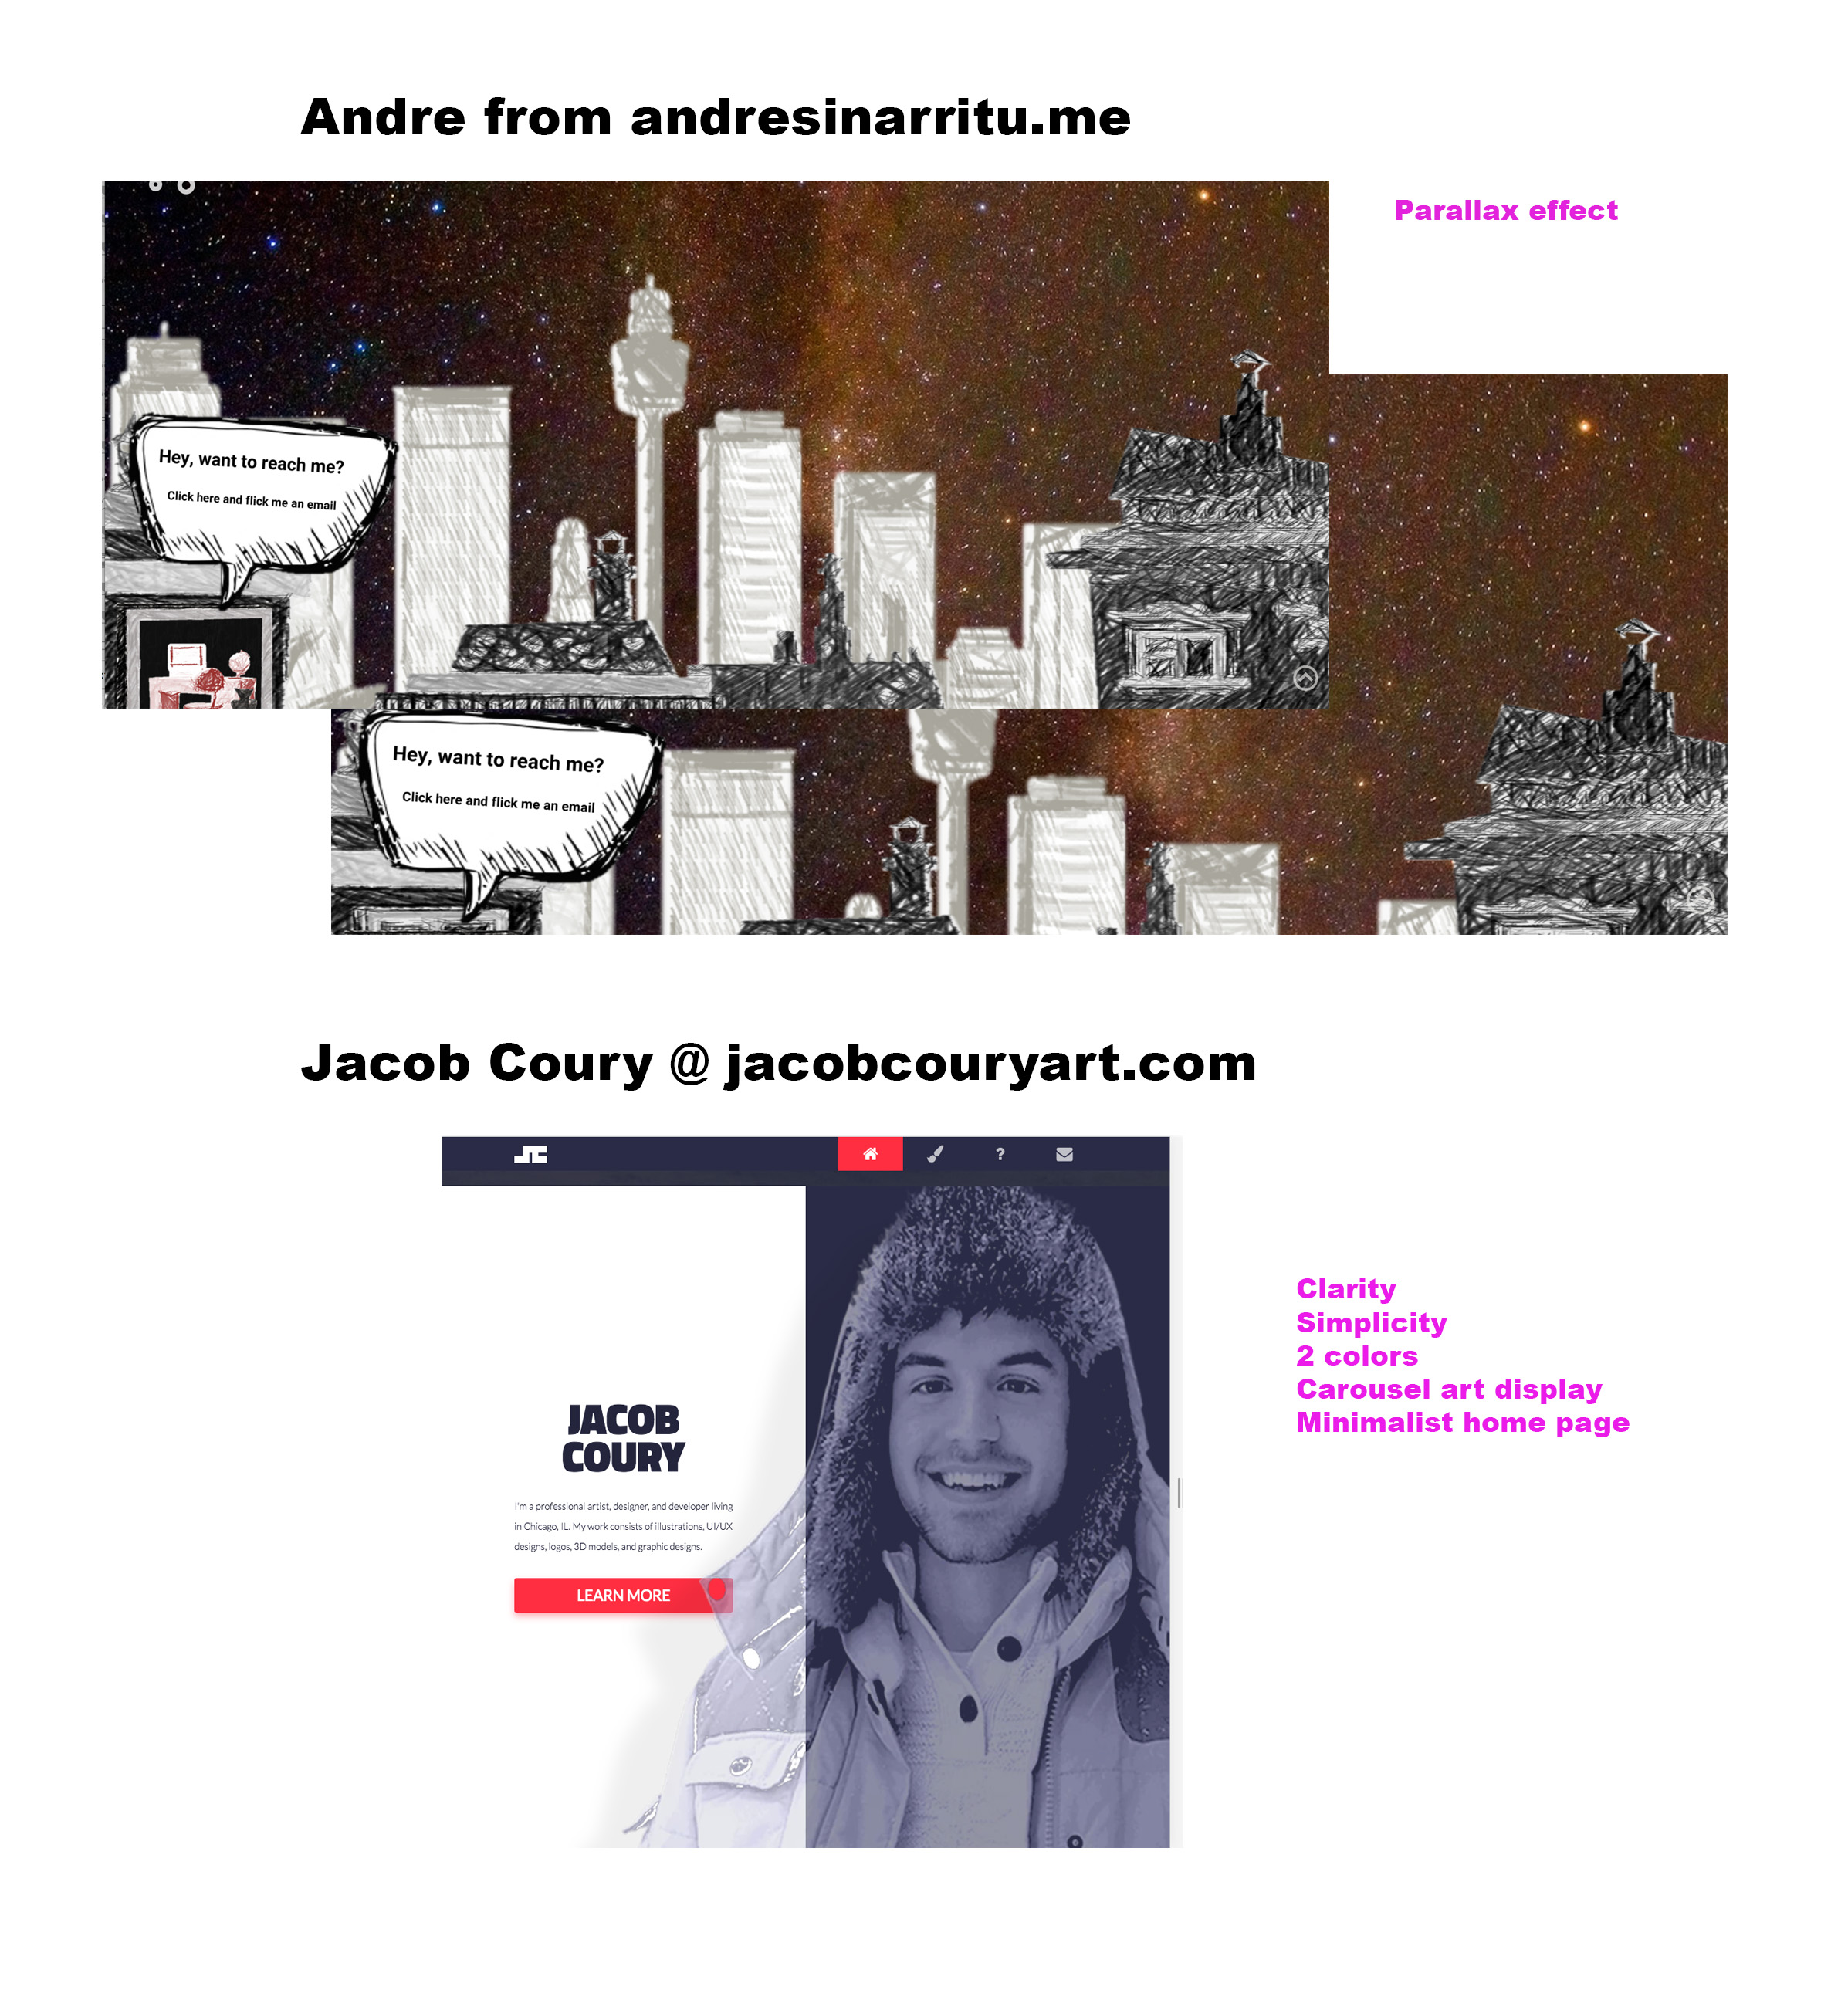 Andre from andresinarritu.me
Parallax effect
Hey, want to reach me?
Click here and flick me an email
Hey, want to reach me?
Click here and flick me an email
Jacob Coury @ jacobcouryart.com
JC
?
JACOB
COURY
I'm a professional artist, designer, and developer living
in Chicago, IL. My work consists of illustrations, UI/UX
designs, logos, 3D models, and graphic designs.
LEARN MORE
Clarity
Simplicity
2 colors
Carousel art display
Minimalist home page